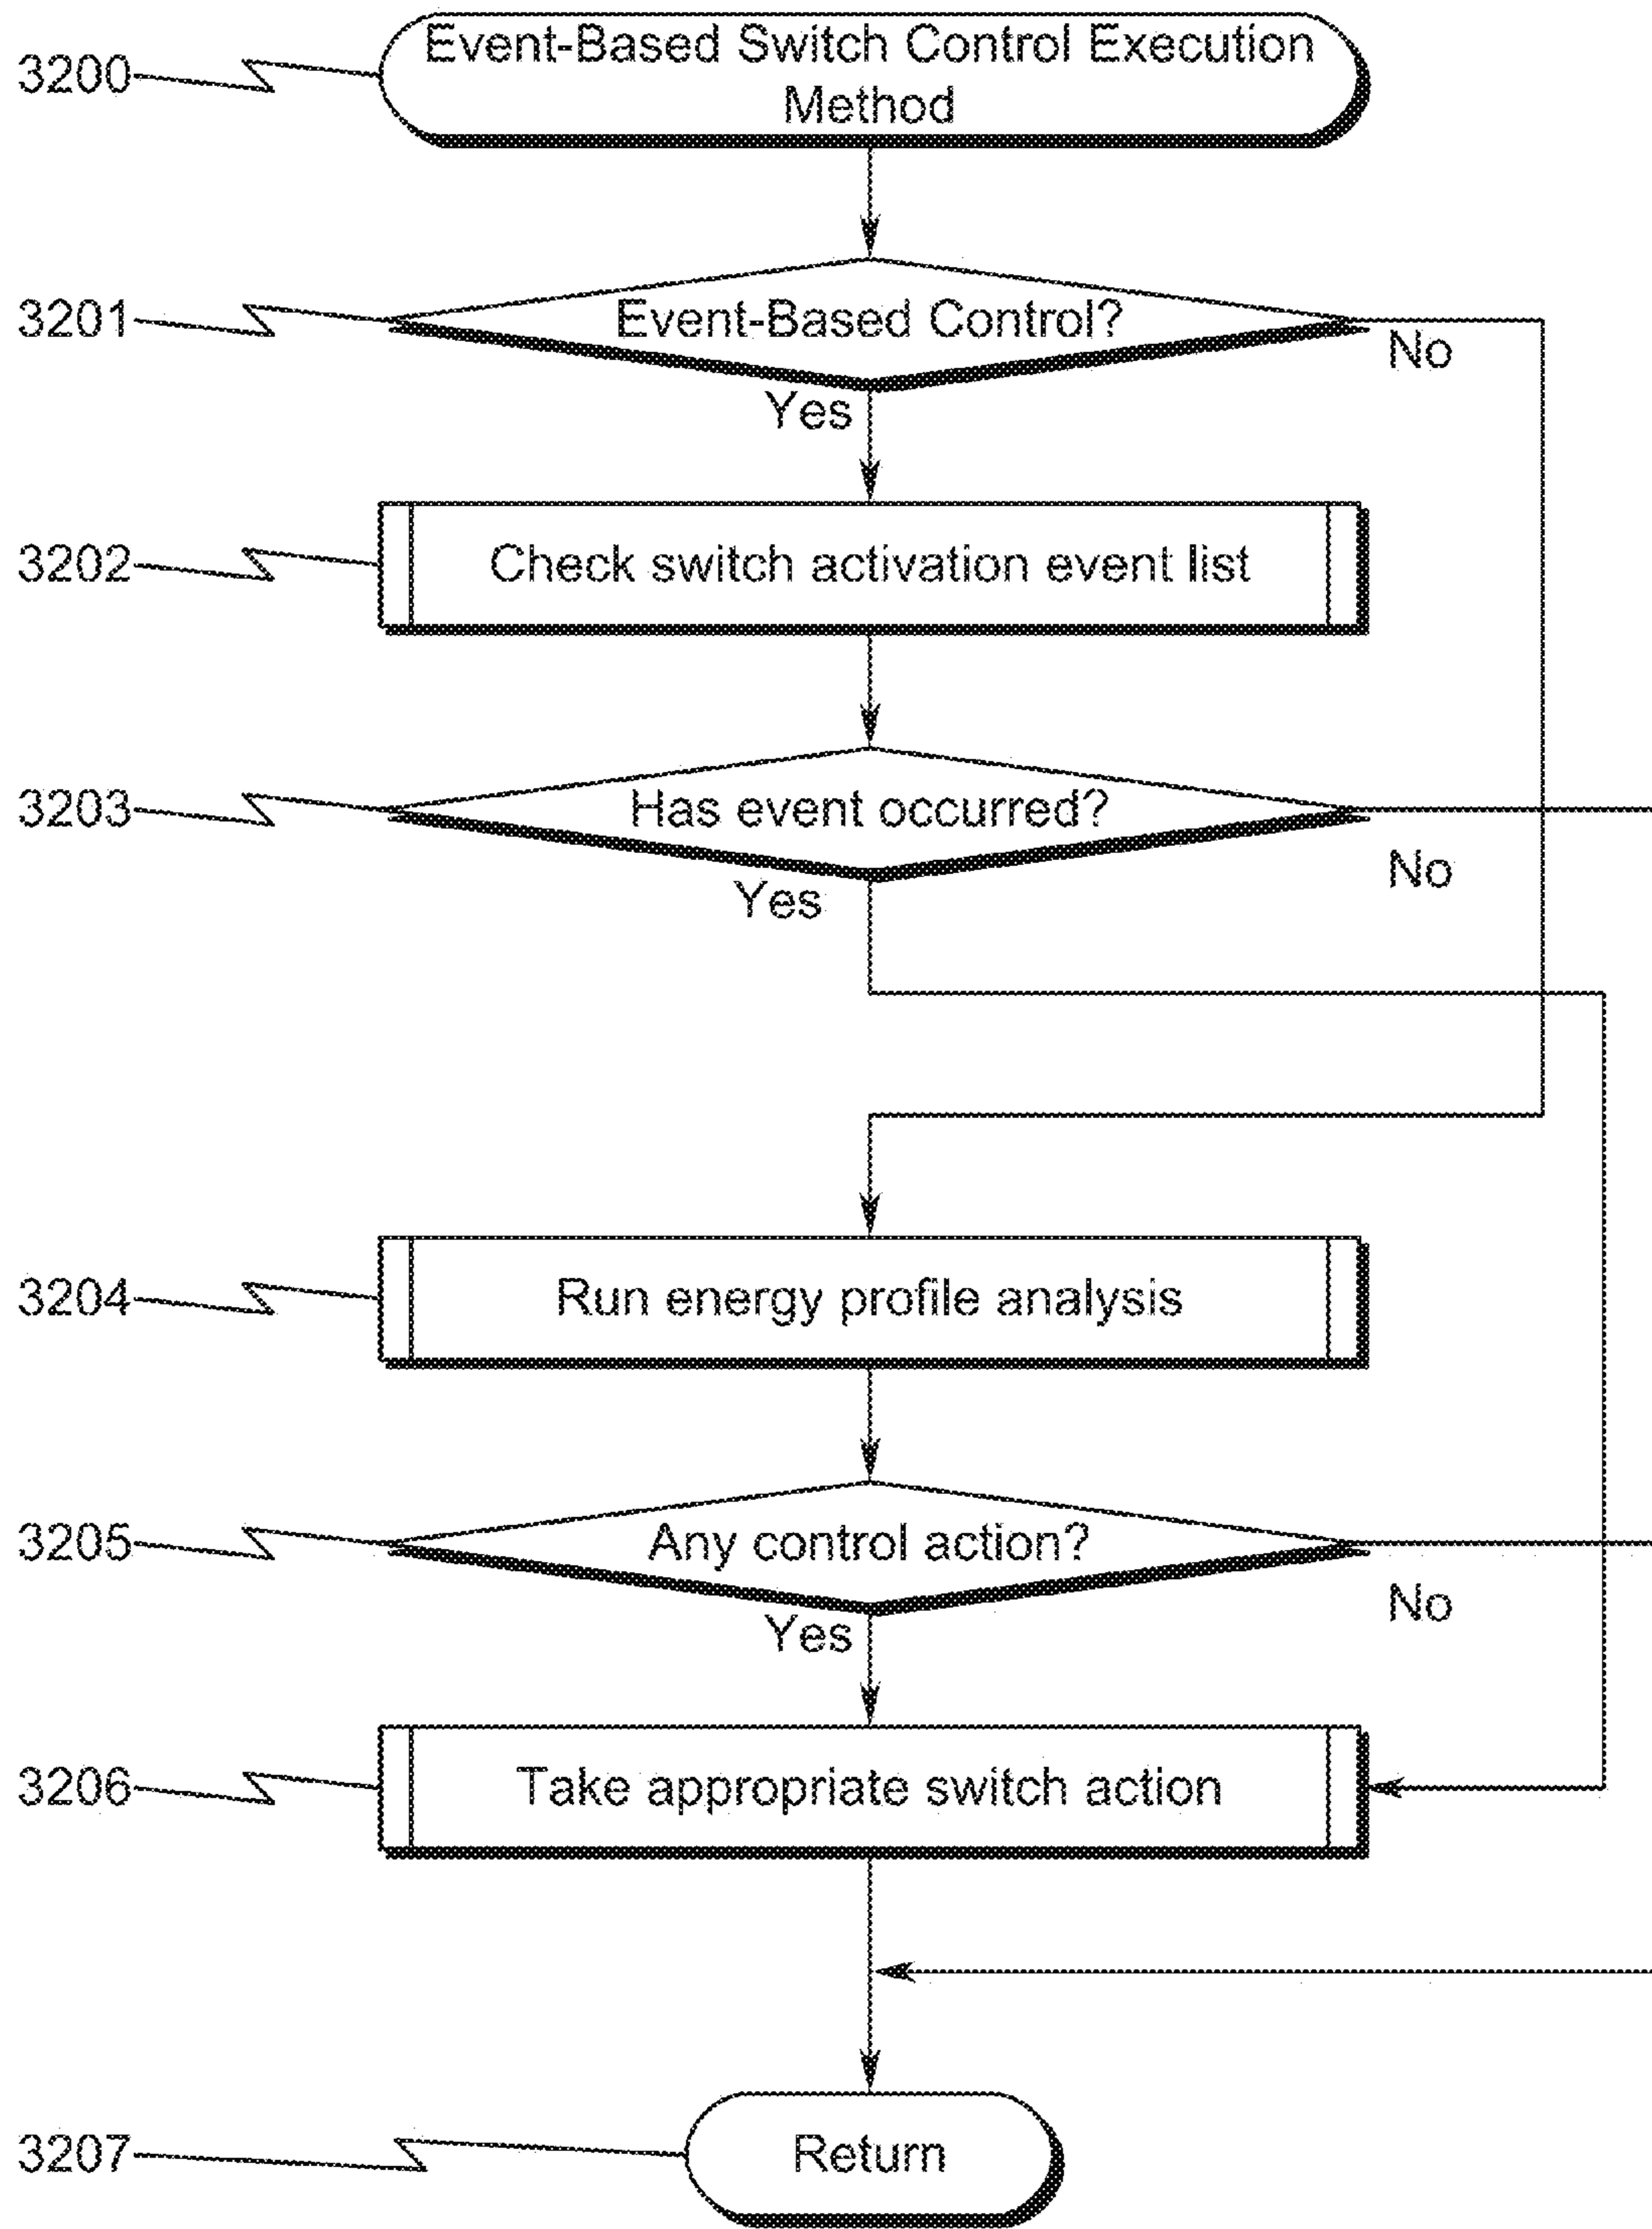 3200
Event-Based Switch Control Execution
Method
3201
Event-Based Control?
No
Yes
3202
Check switch activation event list
3203
Has event occurred?
No
Yes
3204
Run energy profile analysis
3205
Any control action?
No
Yes
3206
Take appropriate switch action
3207
Return